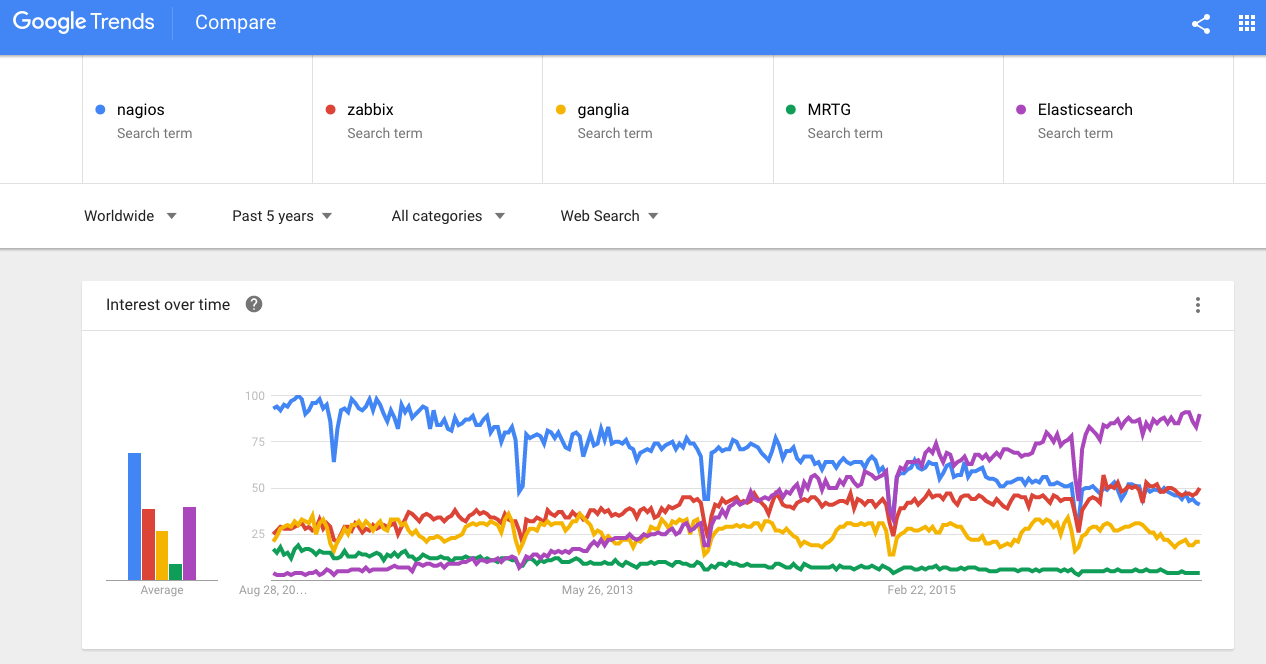 Google Trends Compare
nagios
Search term
zabbix
Search term
ganglia
Search term
MRTG
Search term
Elasticsearch
Search term
Worldwide Past 5 years All categories Web Search
Interest over time ?
100
75
50
25
Average Aug 28, 20... May 26, 2013 Feb 22, 2015